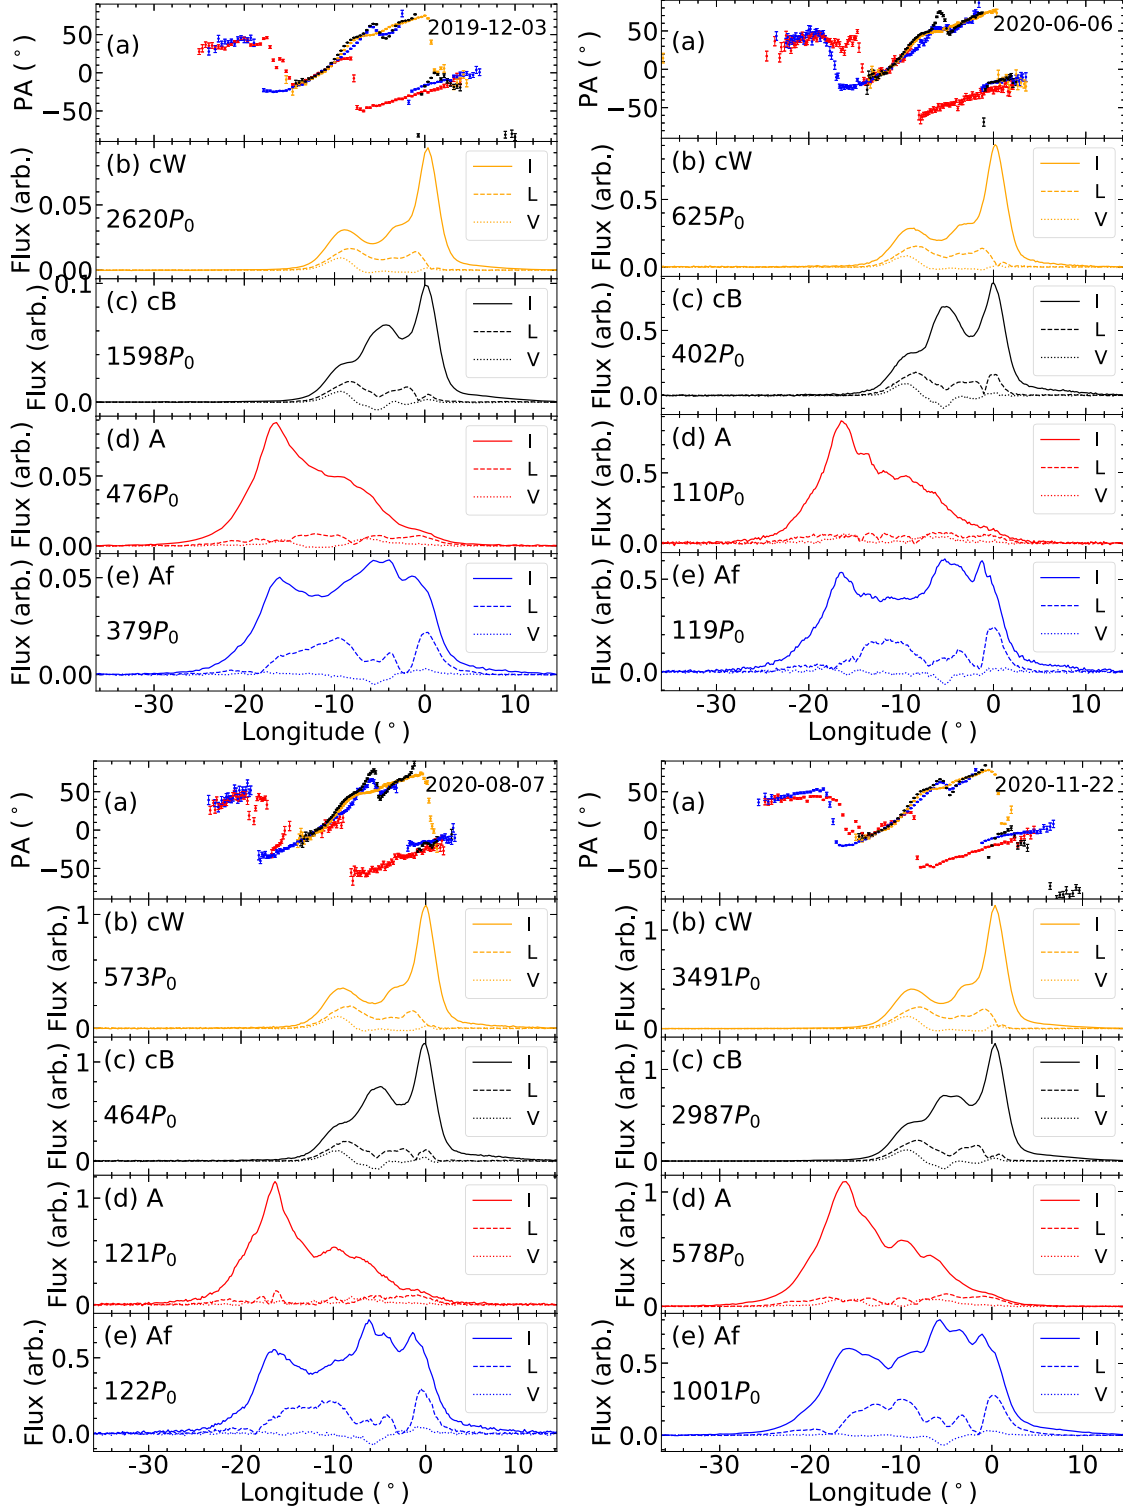 2019-12-03
(a)
PA (°)
50
0
−50
(b) cW
2620P₀
Flux (arb.)
0.05
0.00
I
L
V
(c) cB
1598P₀
Flux (arb.)
0.1
0.0
I
L
V
(d) A
476P₀
Flux (arb.)
0.05
0.00
I
L
V
(e) Af
379P₀
Flux (arb.)
0.05
0.00
I
L
V
-30 -20 -10 0 10
Longitude (°)
2020-06-06
(a)
PA (°)
50
0
−50
(b) cW
625P₀
Flux (arb.)
0.5
0.0
I
L
V
(c) cB
402P₀
Flux (arb.)
0.5
0.0
I
L
V
(d) A
110P₀
Flux (arb.)
0.5
0.0
I
L
V
(e) Af
119P₀
Flux (arb.)
0.5
0.0
I
L
V
-30 -20 -10 0 10
Longitude (°)
2020-08-07
(a)
PA (°)
50
0
−50
(b) cW
573P₀
Flux (arb.)
1
0
I
L
V
(c) cB
464P₀
Flux (arb.)
1
0
I
L
V
(d) A
121P₀
Flux (arb.)
1
0
I
L
V
(e) Af
122P₀
Flux (arb.)
0.5
0.0
I
L
V
-30 -20 -10 0 10
Longitude (°)
2020-11-22
(a)
PA (°)
50
0
−50
(b) cW
3491P₀
Flux (arb.)
1
0
I
L
V
(c) cB
2987P₀
Flux (arb.)
1
0
I
L
V
(d) A
578P₀
Flux (arb.)
1
0
I
L
V
(e) Af
1001P₀
Flux (arb.)
0.5
0.0
I
L
V
-30 -20 -10 0 10
Longitude (°)